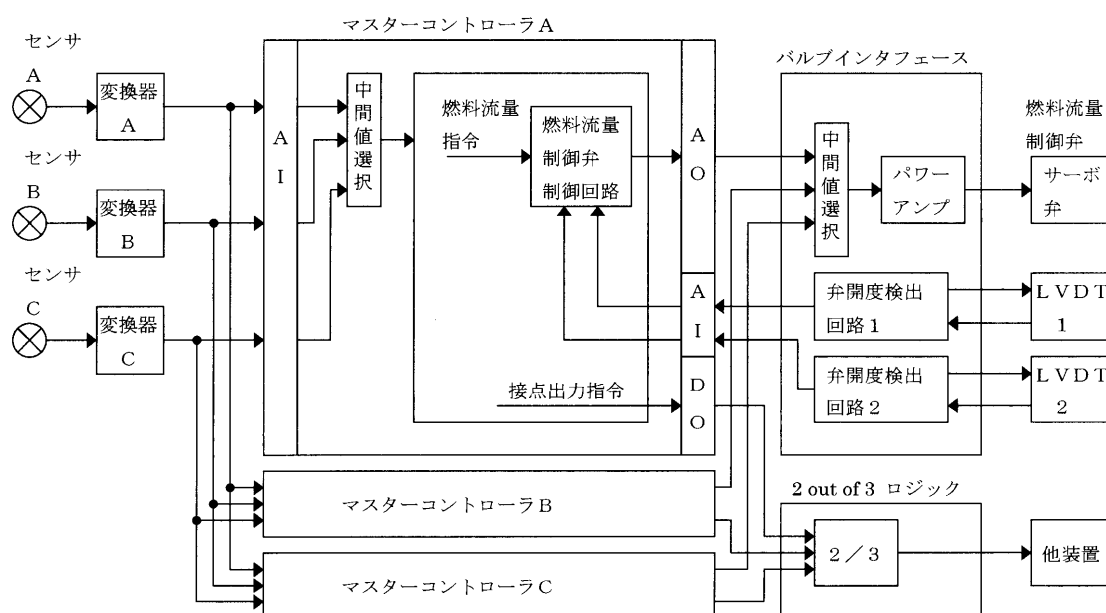 マスターコントローラA
センサ
A
変換器
A
センサ
B
変換器
B
センサ
C
変換器
C
AI
中間値選択
燃料流量
指令
燃料流量
制御弁
制御回路
AO
AI
DO
接点出力指令
バルブインタフェース
中間値選択
パワー
アンプ
燃料流量
制御弁
サーボ
弁
弁開度検出
回路1
LVDT
1
弁開度検出
回路2
LVDT
2
マスターコントローラB
マスターコントローラC
2 out of 3 ロジック
2/3
他装置